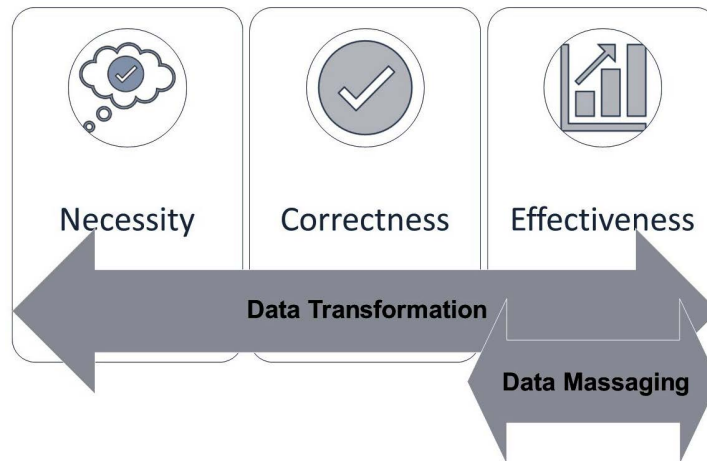 Necessity
Correctness
Effectiveness
Data Transformation
Data Massaging